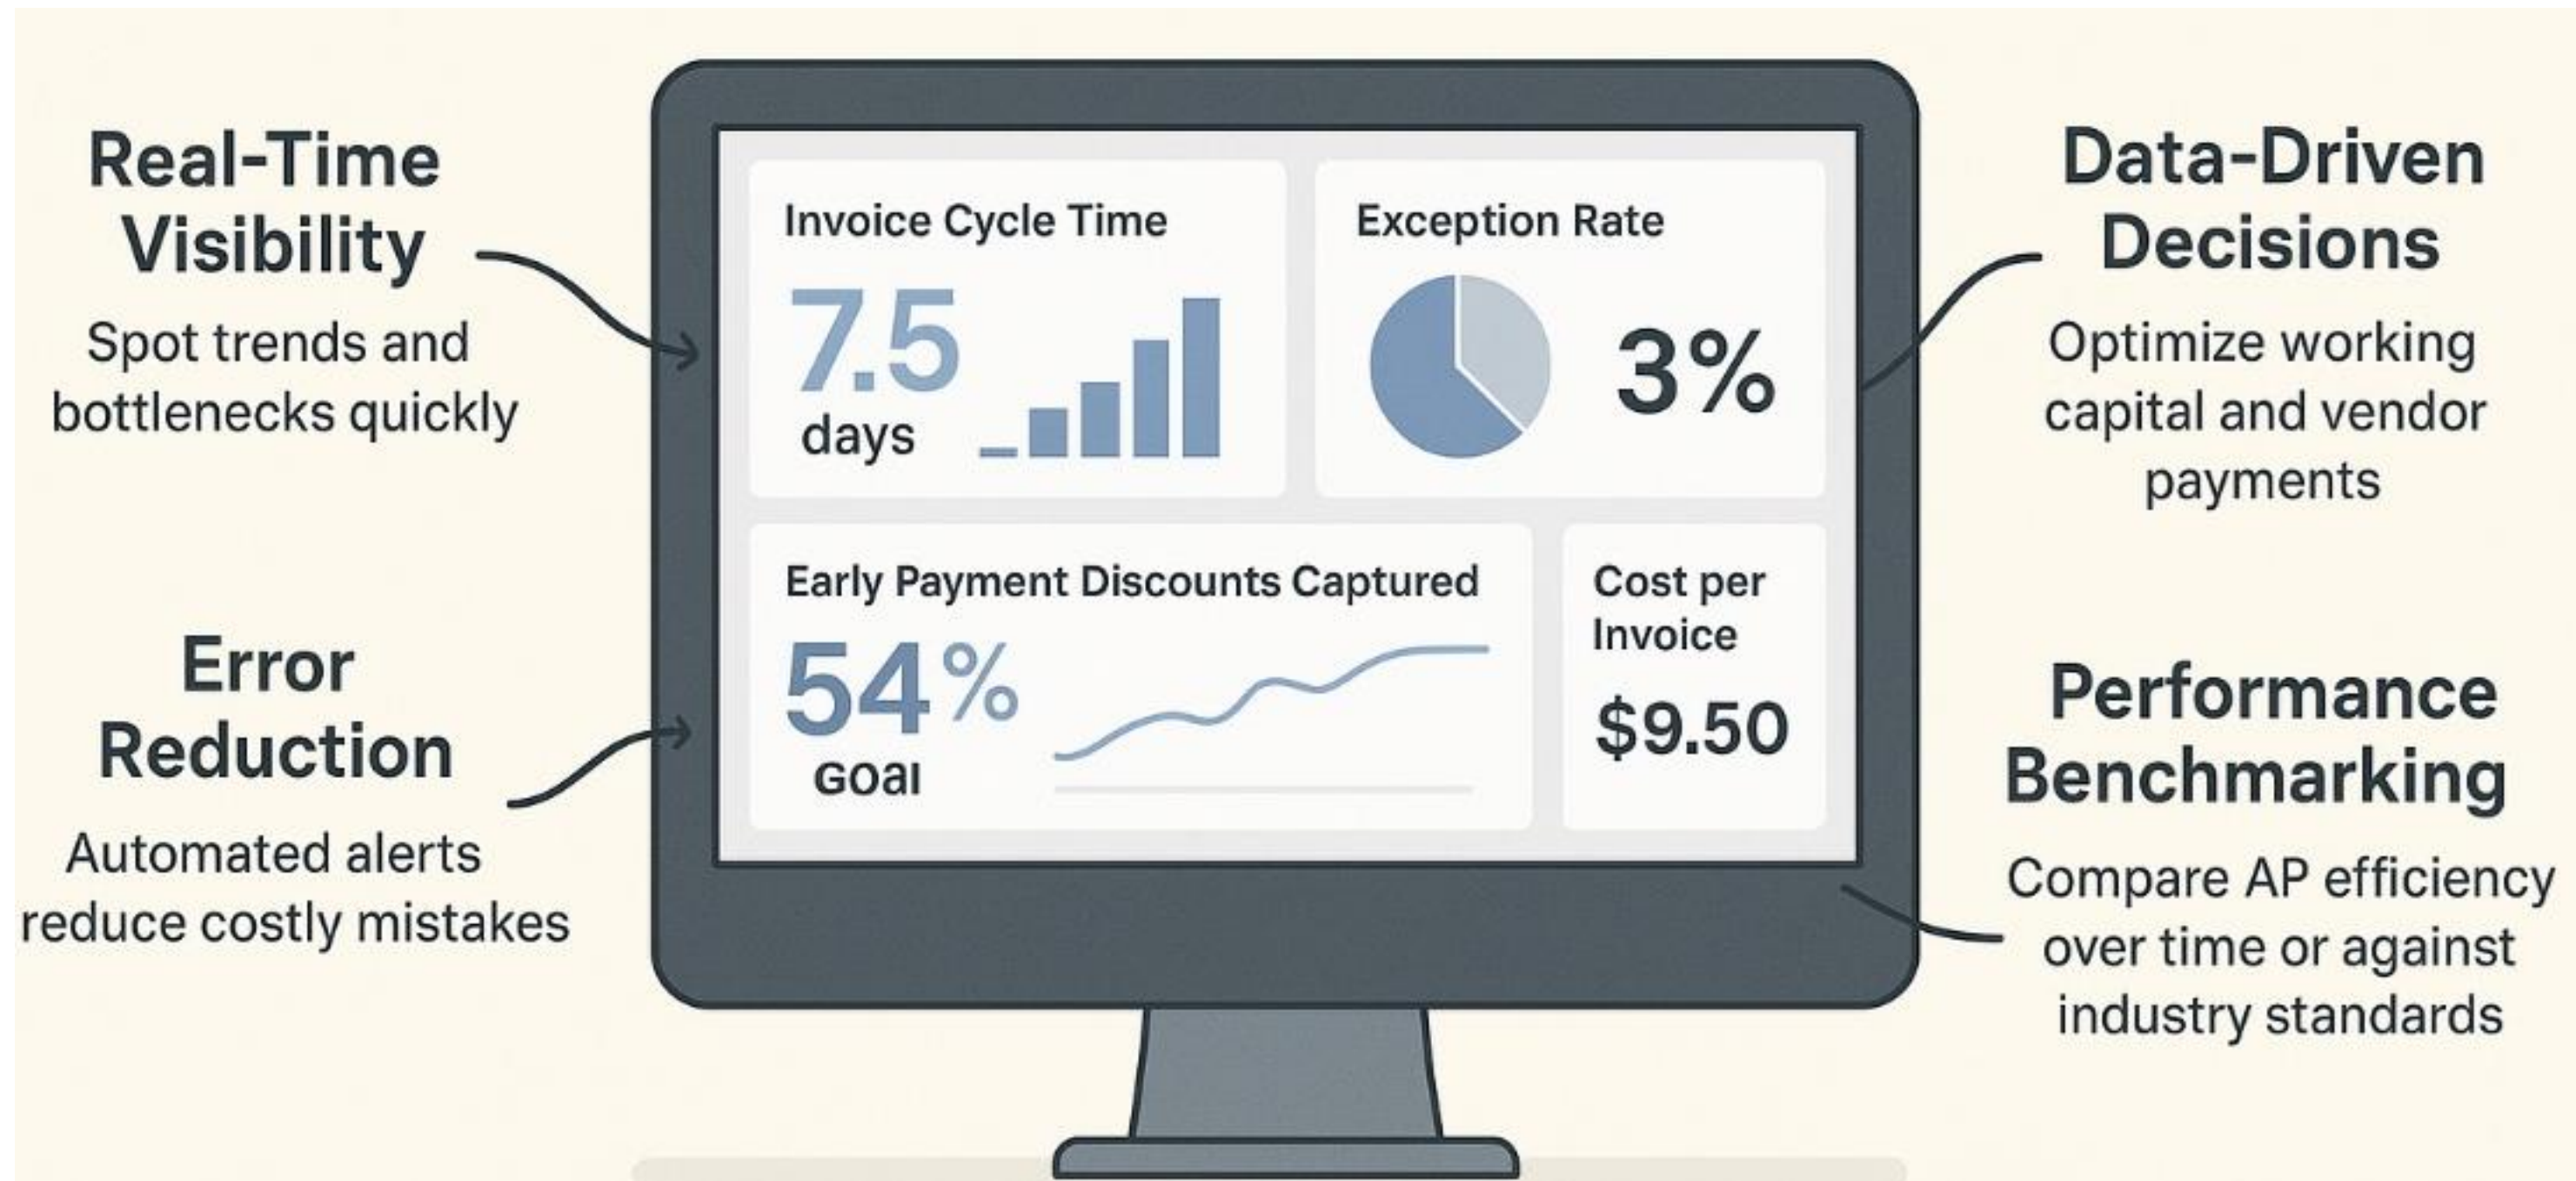 Real-Time
Visibility
Spot trends and
bottlenecks quickly
Error
Reduction
Automated alerts
reduce costly mistakes
Invoice Cycle Time
7.5
days
Exception Rate
3%
Early Payment Discounts Captured
54%
GOAl
Cost per
Invoice
$9.50
Data-Driven
Decisions
Optimize working
capital and vendor
payments
Performance
Benchmarking
Compare AP efficiency
over time or against
industry standards